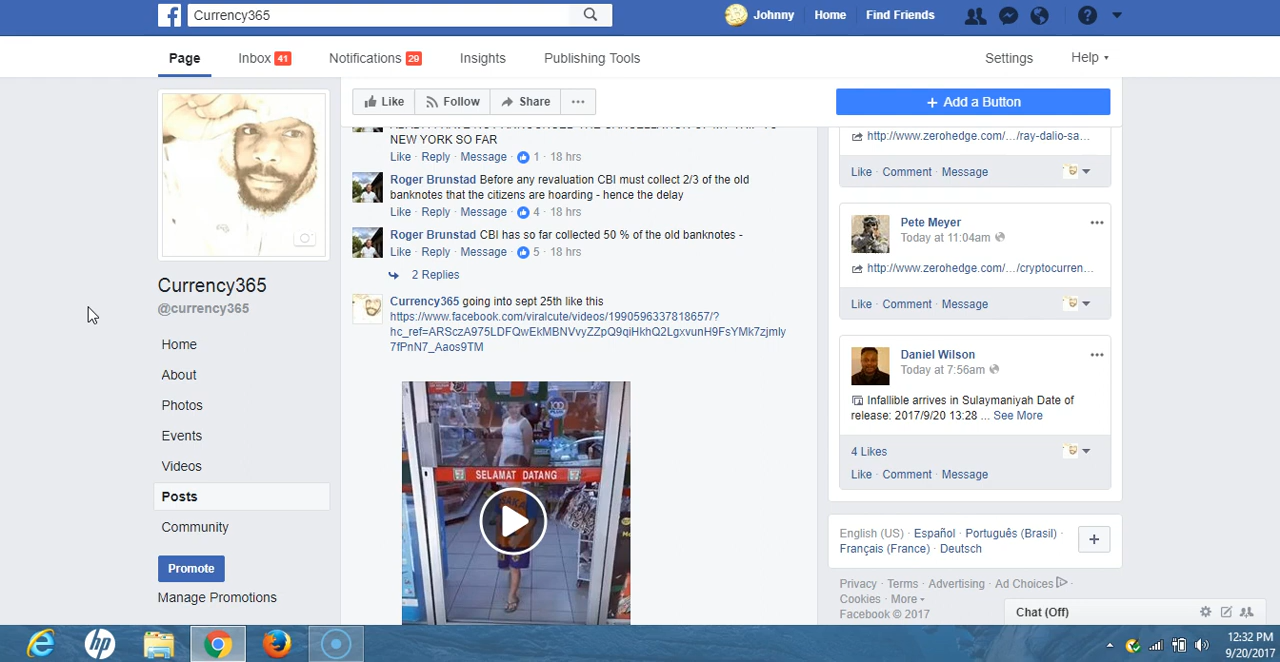 Currency365
Johnny
Home
Find Friends
Page
Inbox 41
Notifications 29
Insights
Publishing Tools
Settings
Help
Like
Follow
Share
+ Add a Button
Currency365
@currency365
Home
About
Photos
Events
Videos
Posts
Community
Promote
Manage Promotions
NEW YORK SO FAR
Like · Reply · Message · 1 · 18 hrs
Roger Brunstad Before any revaluation CBI must collect 2/3 of the old
banknotes that the citizens are hoarding - hence the delay
Like · Reply · Message · 4 · 18 hrs
Roger Brunstad CBI has so far collected 50 % of the old banknotes -
Like · Reply · Message · 5 · 18 hrs
2 Replies
Currency365 going into sept 25th like this
https://www.facebook.com/viralcute/videos/1990596337818657/?
hc_ref=ARSczA975LDFQwEkMBNVvyZZpQ9qiHkhQ2LgxvunH9FsYMk7zjmly
7fPnN7_Aaos9TM
SELAMAT DATANG
http://www.zerohedge.com/…/ray-dalio-sa…
Like · Comment · Message
Pete Meyer
Today at 11:04am
http://www.zerohedge.com/…/cryptocurren…
Like · Comment · Message
Daniel Wilson
Today at 7:56am
Infallible arrives in Sulaymaniyah Date of
release: 2017/9/20 13:28 ... See More
4 Likes
Like · Comment · Message
English (US) · Español · Português (Brasil) ·
Français (France) · Deutsch
Privacy · Terms · Advertising · Ad Choices ·
Cookies · More
Facebook © 2017
Chat (Off)
hp
12:32 PM
9/20/2017